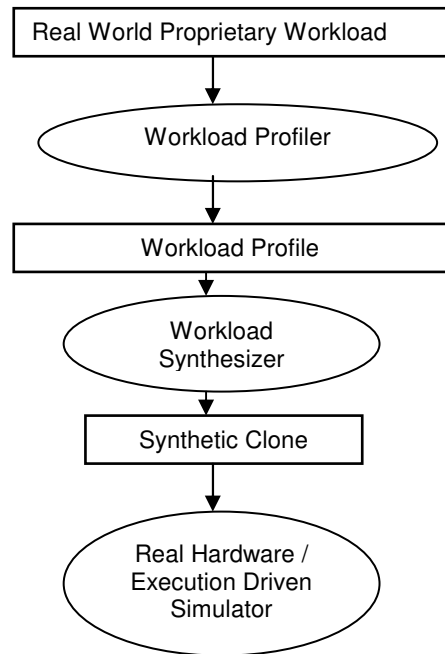 Real World Proprietary Workload
Workload Profiler
Workload Profile
Workload
Synthesizer
Synthetic Clone
Real Hardware /
Execution Driven
Simulator